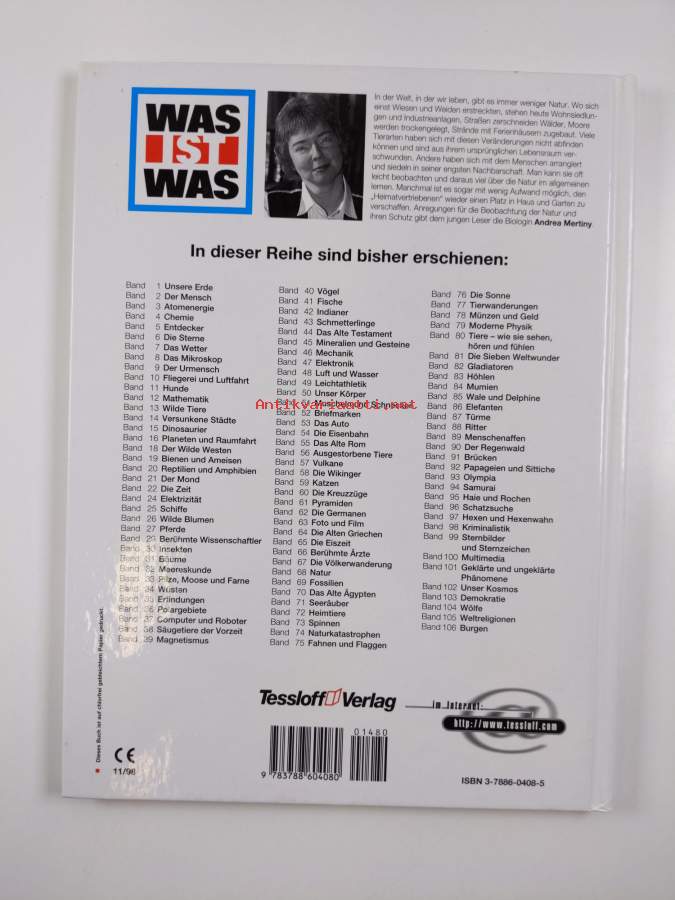 WAS
IST
WAS
In der Welt, in der wir leben, gibt es immer weniger Natur. Wo sich
einst Wiesen und Weiden erstreckten, stehen heute Wohnsiedlun-
gen und Industrieanlagen, Straßen zerschneiden Wälder, Moore
werden trockengelegt, Strände mit Ferienhäusern zugebaut. Viele
Tierarten haben sich mit diesen Veränderungen nicht abfinden
können und sind aus ihrem ursprünglichen Lebensraum ver-
schwunden. Andere haben sich mit dem Menschen arrangiert
und siedeln in seiner engsten Nachbarschaft. Man kann sie oft
leicht beobachten und daraus viel über die Natur im allgemeinen
lernen. Manchmal ist es sogar mit wenig Aufwand möglich, den
„Heimatvertriebenen" wieder einen Platz in Haus und Garten zu
verschaffen. Anregungen für die Beobachtung der Natur und
ihren Schutz gibt dem jungen Leser die Biologin Andrea Mertiny.
In dieser Reihe sind bisher erschienen:
Band 1 Unsere Erde
Band 2 Der Mensch
Band 3 Atomenergie
Band 4 Chemie
Band 5 Entdecker
Band 6 Die Sterne
Band 7 Das Wetter
Band 8 Das Mikroskop
Band 9 Der Urmensch
Band 10 Fliegerei und Luftfahrt
Band 11 Hunde
Band 12 Mathematik
Band 13 Wilde Tiere
Band 14 Versunkene Städte
Band 15 Dinosaurier
Band 16 Planeten und Raumfahrt
Band 18 Der Wilde Westen
Band 19 Bienen und Ameisen
Band 20 Reptilien und Amphibien
Band 21 Der Mond
Band 22 Die Zeit
Band 24 Elektrizität
Band 25 Schiffe
Band 26 Wilde Blumen
Band 27 Pferde
Band 29 Berühmte Wissenschaftler
Band 30 Insekten
Band 31 Bäume
Band 32 Meereskunde
Band 33 Pilze, Moose und Farne
Band 34 Wüsten
Band 35 Erfindungen
Band 36 Polargebiete
Band 37 Computer und Roboter
Band 38 Säugetiere der Vorzeit
Band 39 Magnetismus
Band 40 Vögel
Band 41 Fische
Band 42 Indianer
Band 43 Schmetterlinge
Band 44 Das Alte Testament
Band 45 Mineralien und Gesteine
Band 46 Mechanik
Band 47 Elektronik
Band 48 Luft und Wasser
Band 49 Leichtathletik
Band 50 Unser Körper
Band 51 Muscheln und Schnecken
Band 52 Briefmarken
Band 53 Das Auto
Band 54 Die Eisenbahn
Band 55 Das Alte Rom
Band 56 Ausgestorbene Tiere
Band 57 Vulkane
Band 58 Die Wikinger
Band 59 Katzen
Band 60 Die Kreuzzüge
Band 61 Pyramiden
Band 62 Die Germanen
Band 63 Foto und Film
Band 64 Die Alten Griechen
Band 65 Die Eiszeit
Band 66 Berühmte Ärzte
Band 67 Die Völkerwanderung
Band 68 Natur
Band 69 Fossilien
Band 70 Das Alte Ägypten
Band 71 Seeräuber
Band 72 Heimtiere
Band 73 Spinnen
Band 74 Naturkatastrophen
Band 75 Fahnen und Flaggen
Band 76 Die Sonne
Band 77 Tierwanderungen
Band 78 Münzen und Geld
Band 79 Moderne Physik
Band 80 Tiere – wie sie sehen,
hören und fühlen
Band 81 Die Sieben Weltwunder
Band 82 Gladiatoren
Band 83 Höhlen
Band 84 Mumien
Band 85 Wale und Delphine
Band 86 Elefanten
Band 87 Türme
Band 88 Ritter
Band 89 Menschenaffen
Band 90 Der Regenwald
Band 91 Brücken
Band 92 Papageien und Sittiche
Band 93 Olympia
Band 94 Samurai
Band 95 Haie und Rochen
Band 96 Schatzsuche
Band 97 Hexen und Hexenwahn
Band 98 Kriminalistik
Band 99 Sternbilder
und Sternzeichen
Band 100 Multimedia
Band 101 Geklärte und ungeklärte
Phänomene
Band 102 Unser Kosmos
Band 103 Demokratie
Band 104 Wölfe
Band 105 Weltreligionen
Band 106 Burgen
Antikvariaatti.net
Dieses Buch ist auf chlorfrei gebleichtem Papier gedruckt.
Tessloff Verlag
im Internet:
http://www.tessloff.com
CE
11/98
01480
9 783788 604080
ISBN 3-7886-0408-5